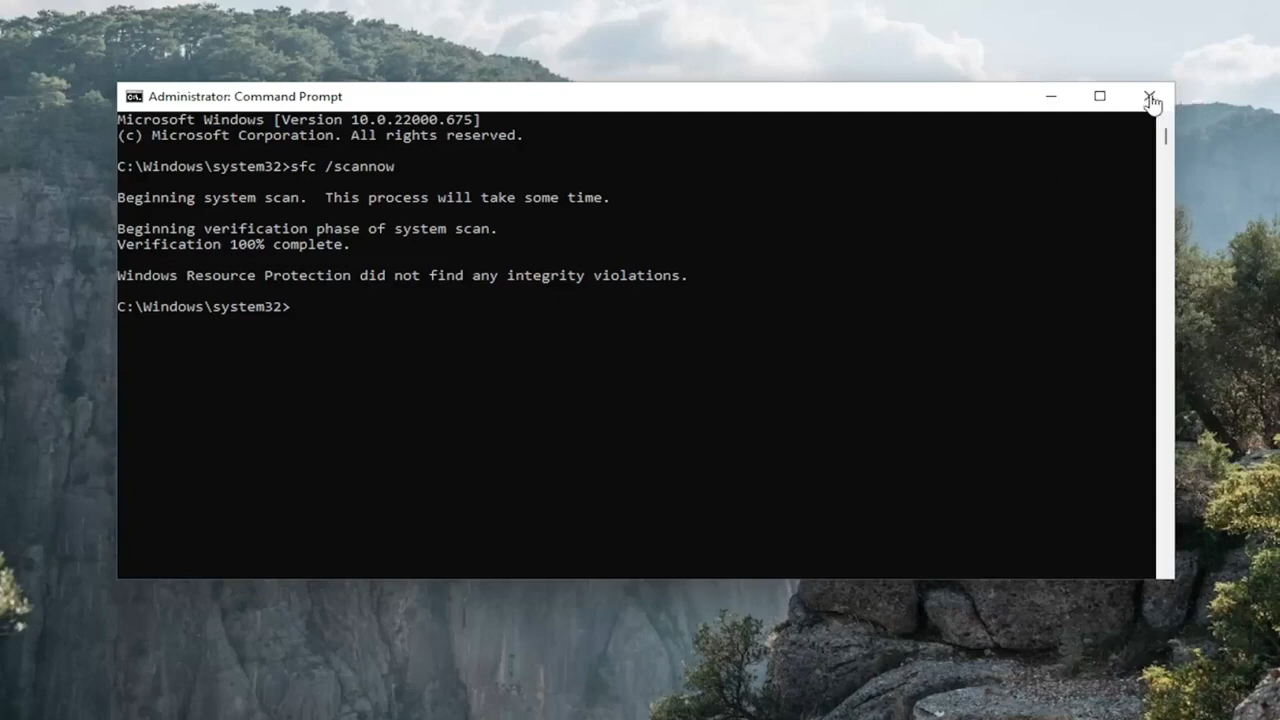 Administrator: Command Prompt
Microsoft Windows [Version 10.0.22000.675]
(c) Microsoft Corporation. All rights reserved.
C:\Windows\system32>sfc /scannow
Beginning system scan.  This process will take some time.
Beginning verification phase of system scan.
Verification 100% complete.
Windows Resource Protection did not find any integrity violations.
C:\Windows\system32>